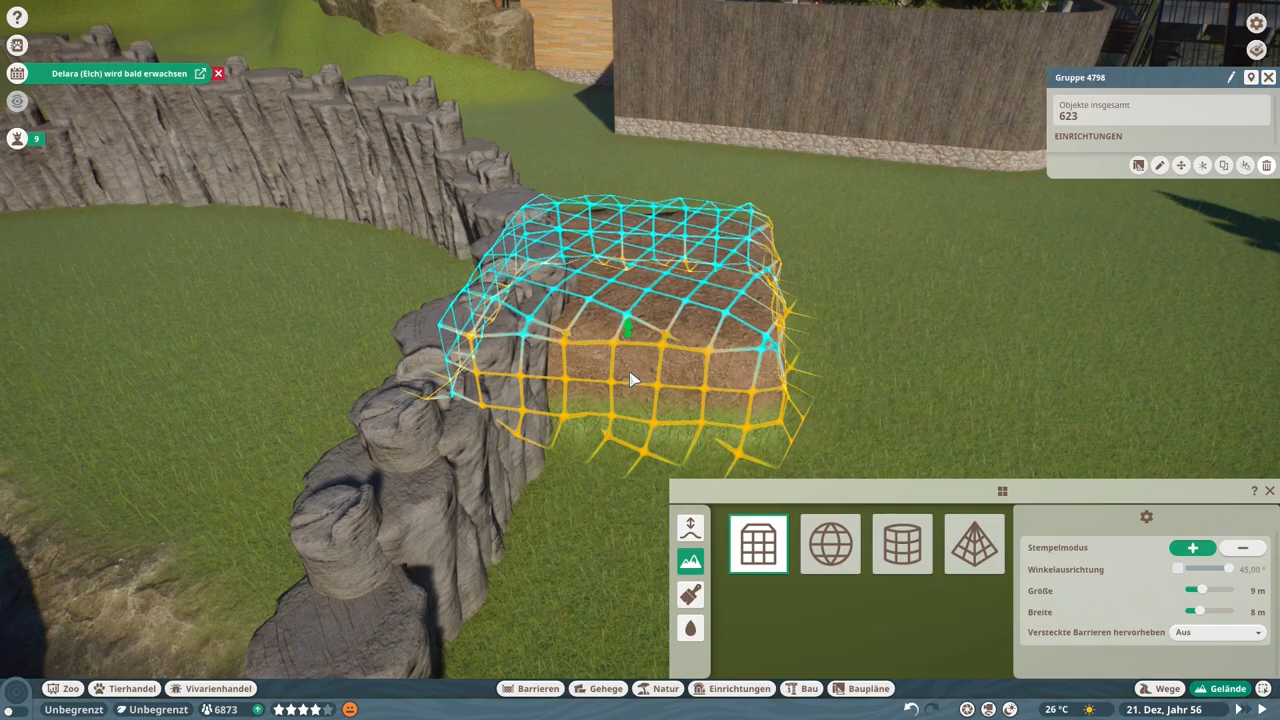 Delara (Elch) wird bald erwachsen
9
Gruppe 4798
Objekte insgesamt
623
EINRICHTUNGEN
Stempelmodus
Winkelausrichtung 45,00 °
Größe 9 m
Breite 8 m
Versteckte Barrieren hervorheben Aus
Zoo Tierhandel Vivarienhandel Barrieren Gehege Natur Einrichtungen Bau Baupläne Wege Gelände
Unbegrenzt Unbegrenzt 6873 26 °C 21. Dez, Jahr 56